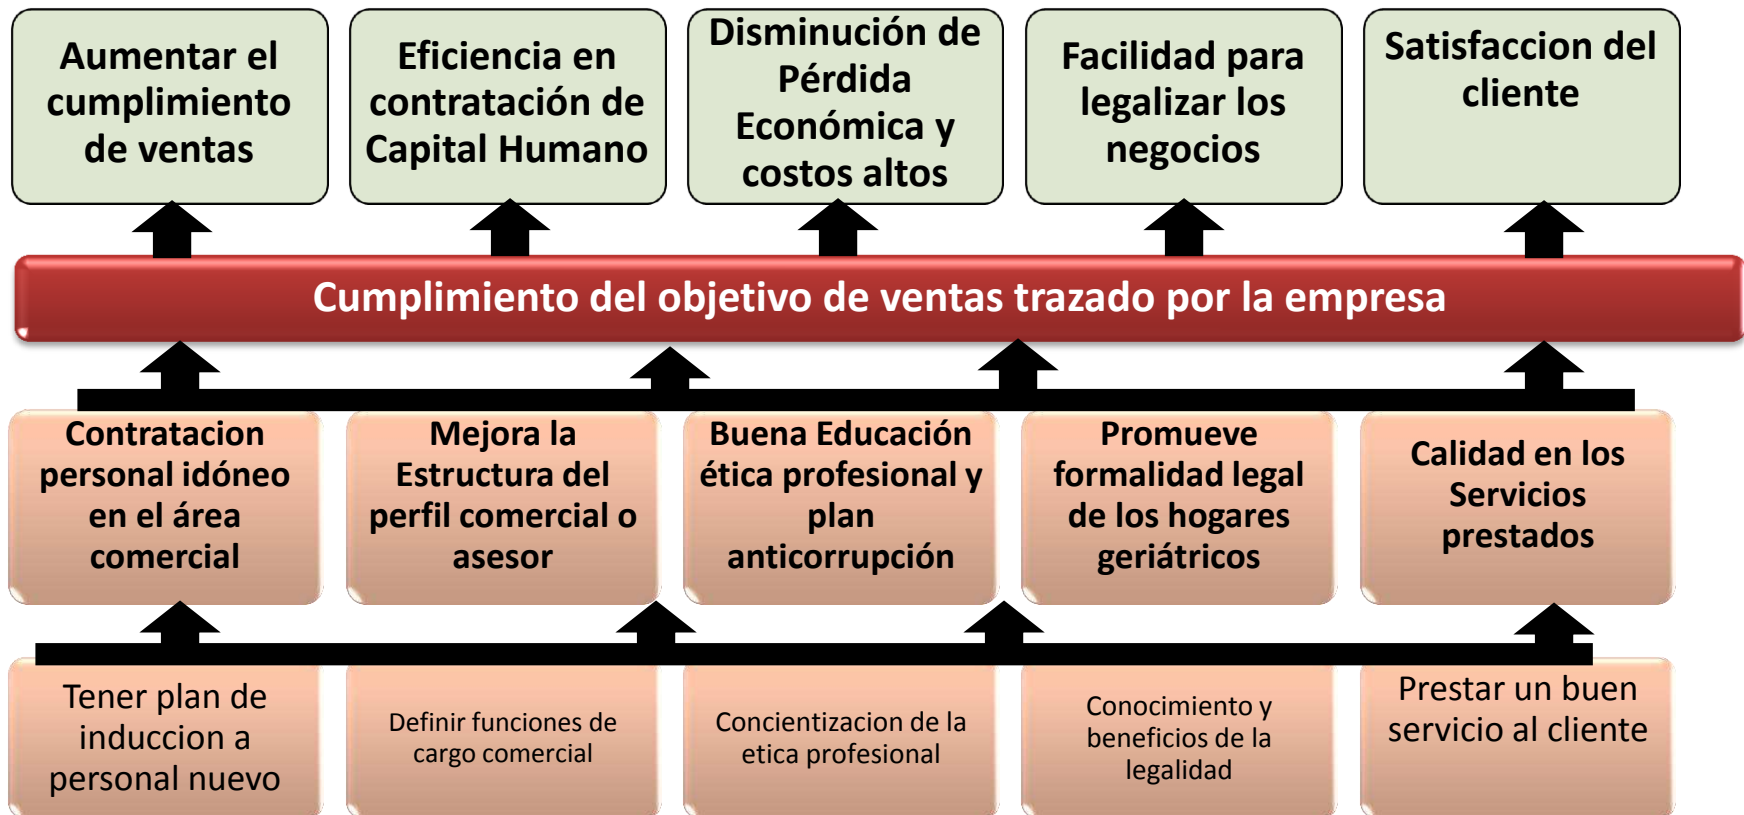 Aumentar el
cumplimiento
de ventas
Eficiencia en
contratación de
Capital Humano
Disminución de
Pérdida
Económica y
costos altos
Facilidad para
legalizar los
negocios
Satisfaccion del
cliente
Cumplimiento del objetivo de ventas trazado por la empresa
Contratacion
personal idóneo
en el área
comercial
Mejora la
Estructura del
perfil comercial o
asesor
Buena Educación
ética profesional y
plan
anticorrupción
Promueve
formalidad legal
de los hogares
geriátricos
Calidad en los
Servicios
prestados
Tener plan de
induccion a
personal nuevo
Definir funciones de
cargo comercial
Concientizacion de la
etica profesional
Conocimiento y
beneficios de la
legalidad
Prestar un buen
servicio al cliente